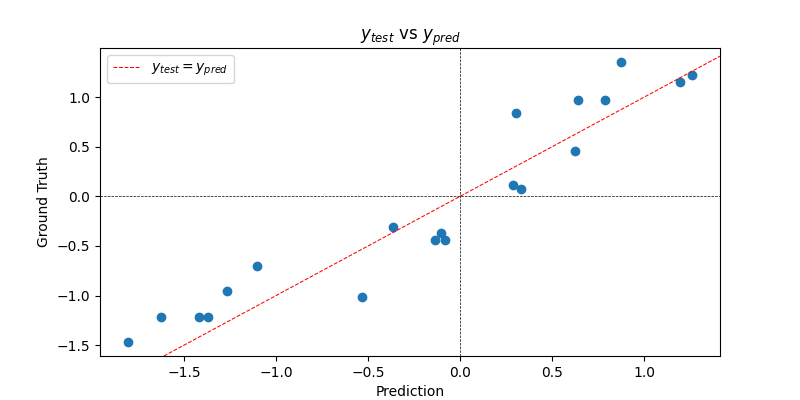 y_test vs y_pred
y_test = y_pred
Ground Truth
1.0
0.5
0.0
−0.5
−1.0
−1.5
−1.5 −1.0 −0.5 0.0 0.5 1.0
Prediction